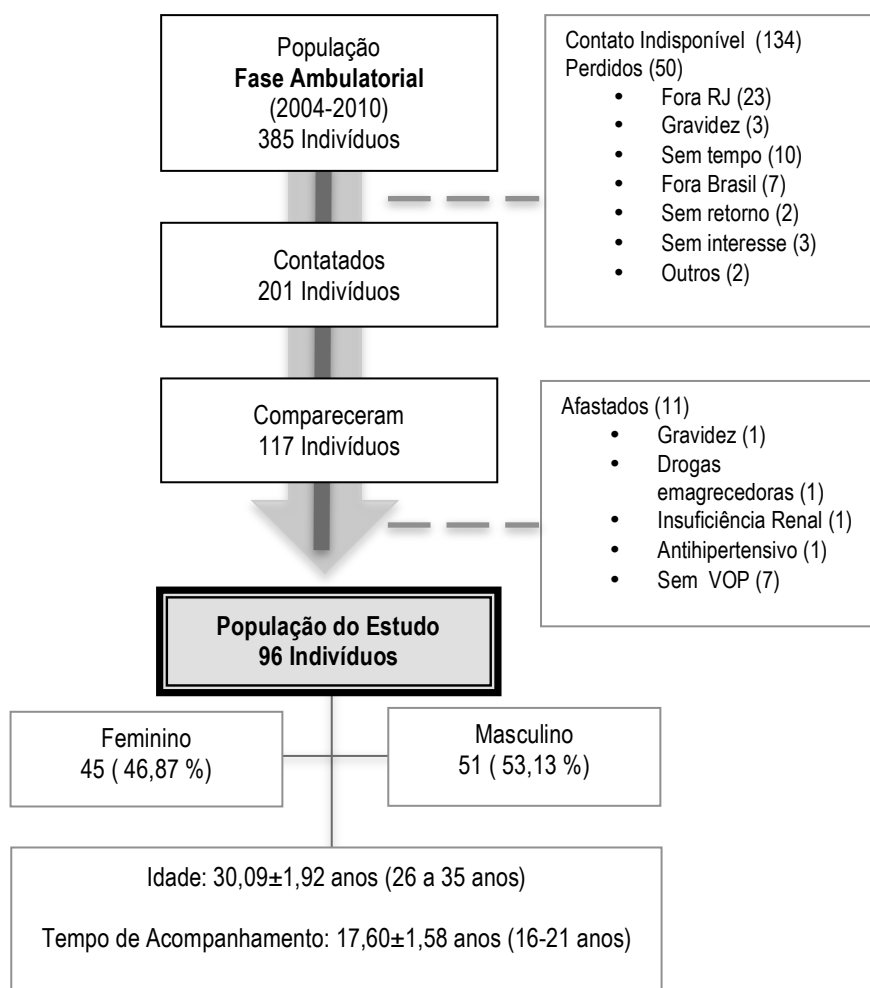 População
Fase Ambulatorial
(2004-2010)
385 Indivíduos
Contato Indisponível (134)
Perdidos (50)
• Fora RJ (23)
• Gravidez (3)
• Sem tempo (10)
• Fora Brasil (7)
• Sem retorno (2)
• Sem interesse (3)
• Outros (2)
Contatados
201 Indivíduos
Compareceram
117 Indivíduos
Afastados (11)
• Gravidez (1)
• Drogas
emagrecedoras (1)
• Insuficiência Renal (1)
• Antihipertensivo (1)
• Sem VOP (7)
População do Estudo
96 Indivíduos
Feminino
45 ( 46,87 %)
Masculino
51 ( 53,13 %)
Idade: 30,09±1,92 anos (26 a 35 anos)
Tempo de Acompanhamento: 17,60±1,58 anos (16-21 anos)